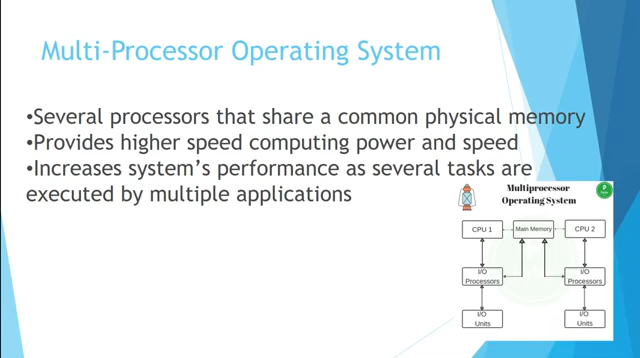 Multi-Processor Operating System
•Several processors that share a common physical memory
•Provides higher speed computing power and speed
•Increases system's performance as several tasks are
executed by multiple applications
Multiprocessor
Operating System
CPU 1
Main Memory
CPU 2
I/O
Processors
I/O
Processors
I/O
Units
I/O
Units